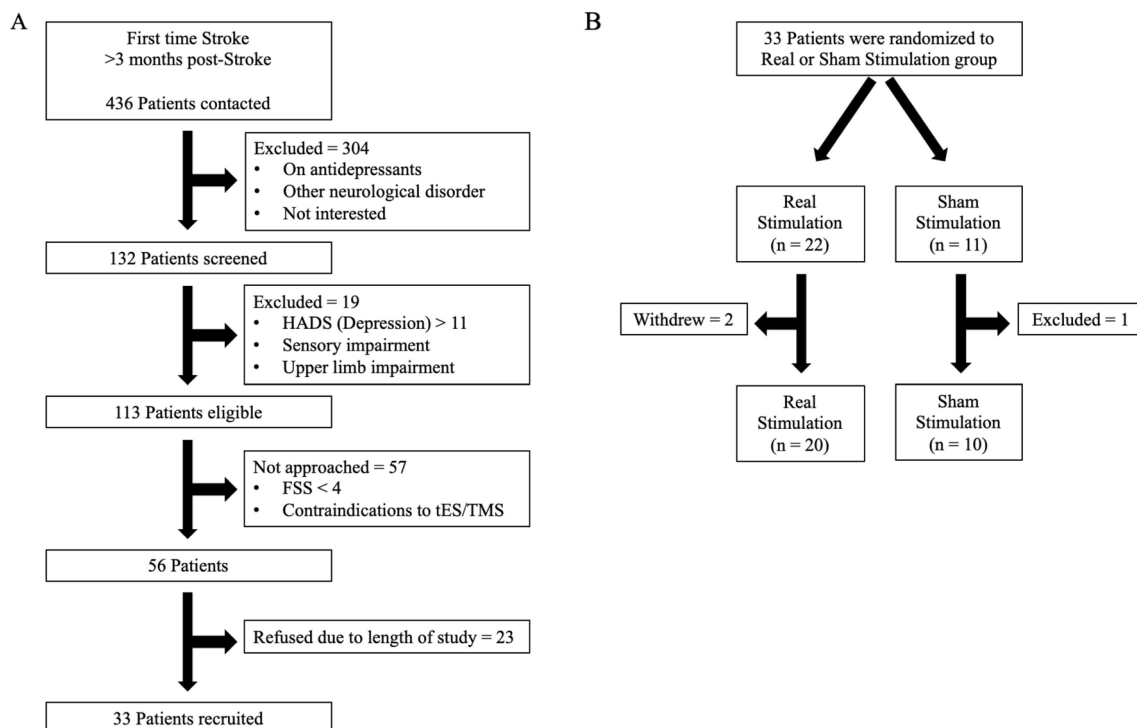 A
First time Stroke
>3 months post-Stroke
436 Patients contacted
Excluded = 304
• On antidepressants
• Other neurological disorder
• Not interested
132 Patients screened
Excluded = 19
• HADS (Depression) > 11
• Sensory impairment
• Upper limb impairment
113 Patients eligible
Not approached = 57
• FSS < 4
• Contraindications to tES/TMS
56 Patients
Refused due to length of study = 23
33 Patients recruited
B
33 Patients were randomized to
Real or Sham Stimulation group
Real
Stimulation
(n = 22)
Sham
Stimulation
(n = 11)
Withdrew = 2
Excluded = 1
Real
Stimulation
(n = 20)
Sham
Stimulation
(n = 10)